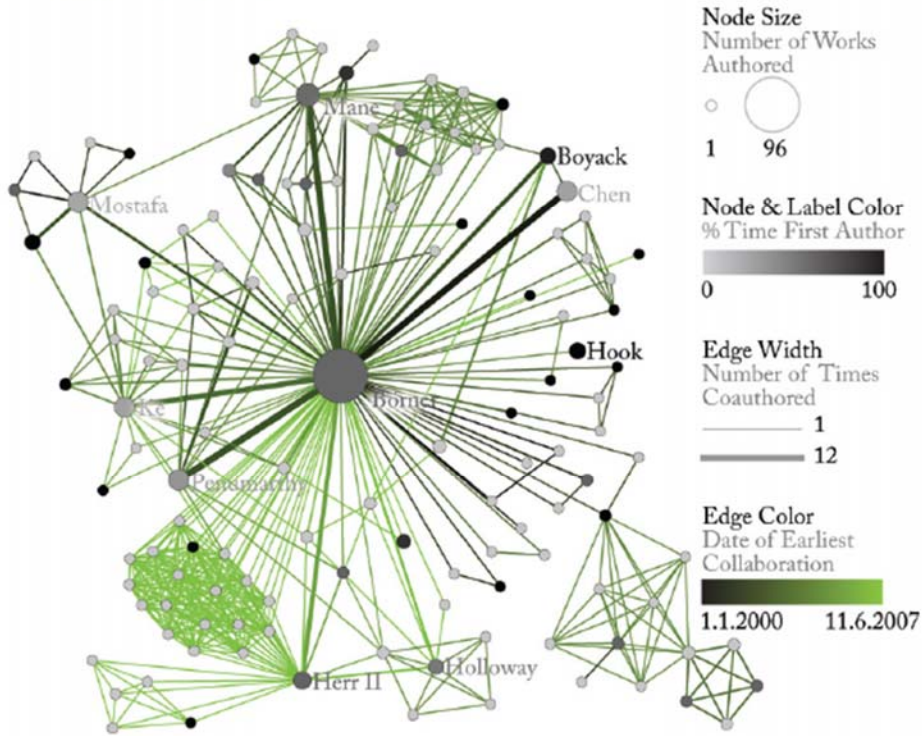 Node Size
Number of Works
Authored
1 96
Mane
Boyack
Chen
Mostafa
Node & Label Color
% Time First Author
0 100
Hook
Edge Width
Number of Times
Coauthored
1
12
Borner
Ke
Penumarthy
Edge Color
Date of Earliest
Collaboration
1.1.2000 11.6.2007
Holloway
Herr II